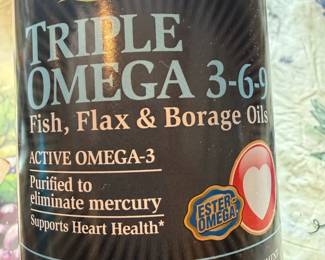 TRIPLE
OMEGA 3-6-9
Fish, Flax & Borage Oils
ACTIVE OMEGA-3
Purified to
eliminate mercury
Supports Heart Health*
ESTER-
OMEGA